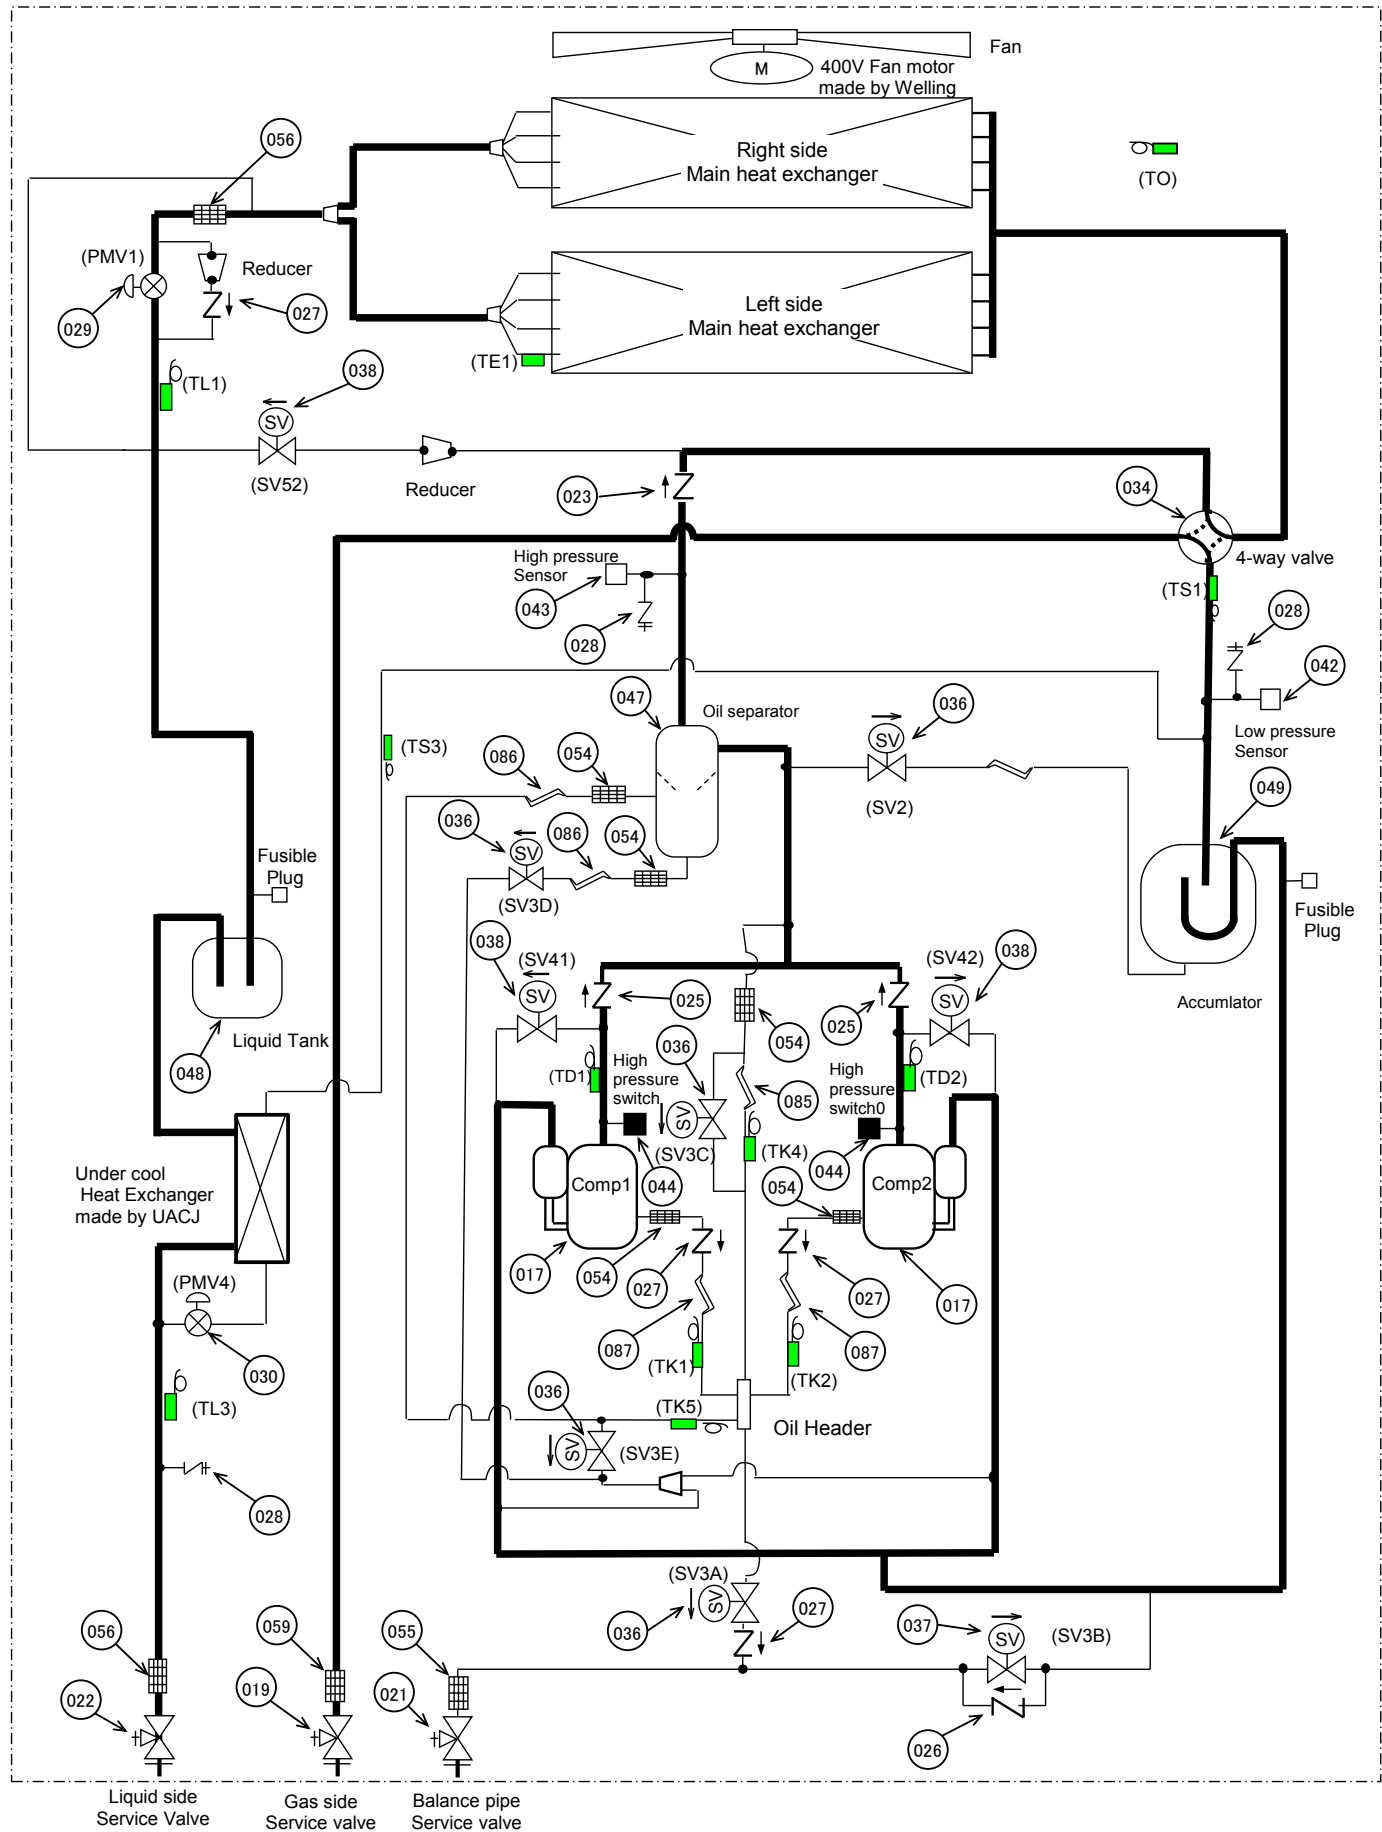 Fan
M
400V Fan motor
made by Welling
056
Right side
Main heat exchanger
(TO)
(PMV1)
Reducer
029
027
Left side
Main heat exchanger
(TE1)
(TL1)
038
SV
(SV52)
Reducer
023
034
4-way valve
High pressure
Sensor
043
028
(TS1)
028
042
Low pressure
Sensor
047
Oil separator
036
SV
(SV2)
(TS3)
086
054
049
036
086
054
SV
(SV3D)
Fusible
Plug
Fusible
Plug
038
(SV41)
SV
025
(SV42)
038
SV
025
Accumlator
Liquid Tank
048
054
036
(TD1)
High
pressure
switch
High
pressure
switch0
(TD2)
085
SV
(SV3C)
(TK4)
044
044
Under cool
Heat Exchanger
made by UACJ
Comp1
Comp2
054
017
054
027
027
017
(PMV4)
030
087
087
(TK1)
(TK2)
036
(TL3)
(TK5)
Oil Header
SV
(SV3E)
028
(SV3A)
SV
036
027
037
SV
(SV3B)
056
059
055
022
019
021
026
Liquid side
Service Valve
Gas side
Service valve
Balance pipe
Service valve